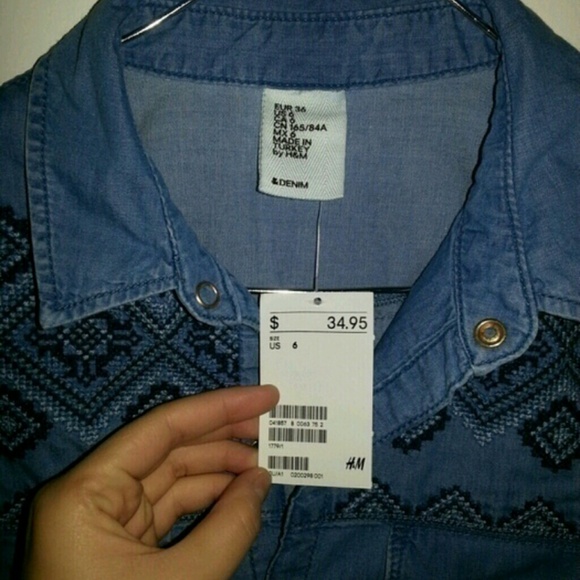 EUR 36
US 6
CA 6
CN 165/84A
MX 6
MADE IN
TURKEY
by H&M
&DENIM
$ 34.95
SIZE
US 6
H&M